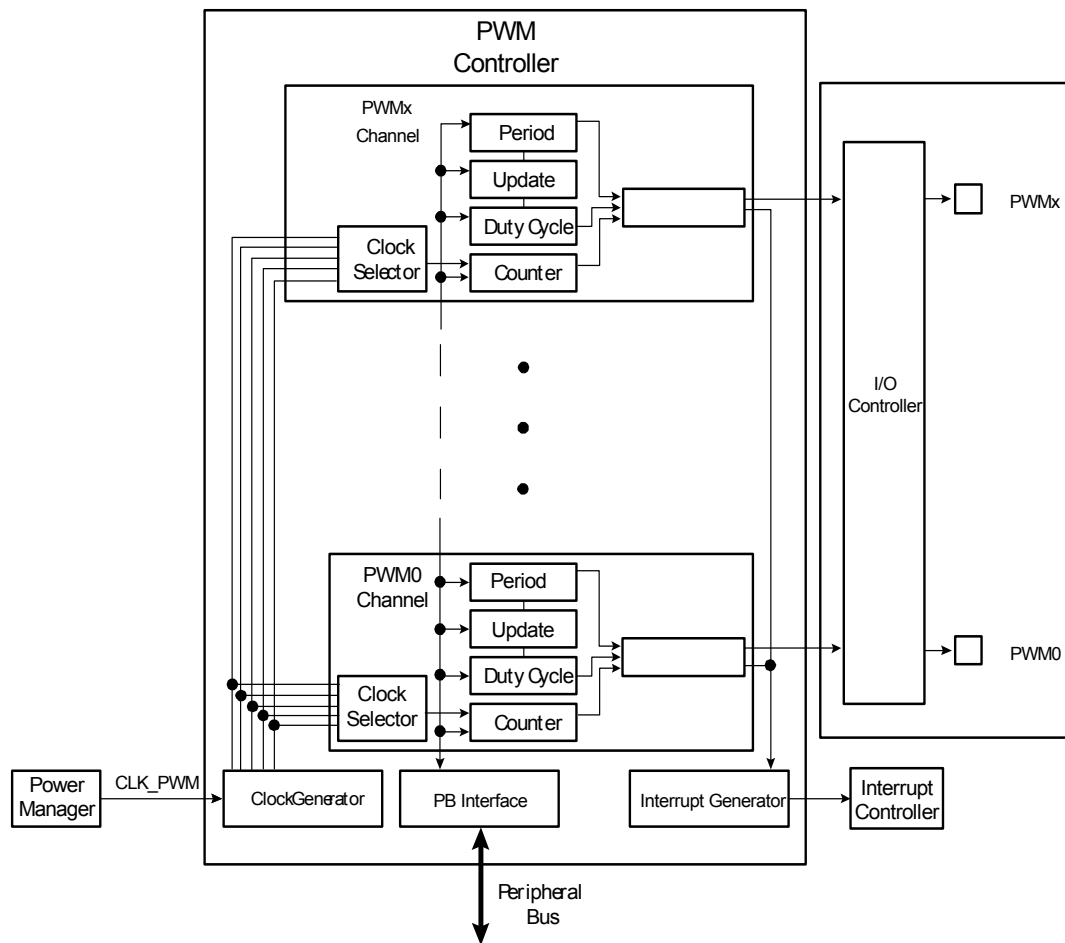 PWM
Controller
PWMx
Channel
Period
Update
Duty Cycle
Clock
Selector
Counter
PWMx
I/O
Controller
PWM0
Channel
Period
Update
Duty Cycle
Clock
Selector
Counter
PWM0
Power
Manager
CLK_PWM
ClockGenerator
PB Interface
Interrupt Generator
Interrupt
Controller
Peripheral
Bus